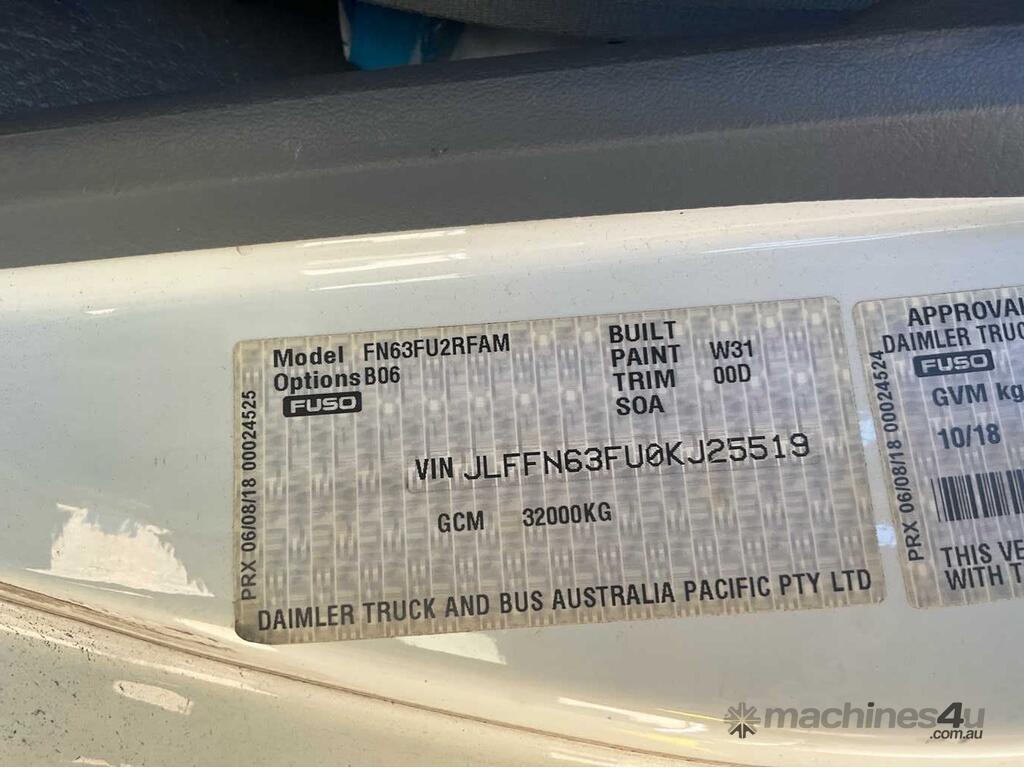 Model FN63FU2RFAM
Options B06
FUSO
BUILT
PAINT W31
TRIM 00D
SOA
VIN JLFFN63FU0KJ25519
GCM 32000KG
DAIMLER TRUCK AND BUS AUSTRALIA PACIFIC PTY LTD
PRX 06/08/18 00024525
APPROVAL
DAIMLER TRUC
FUSO
GVM kg
10/18
THIS VE
WITH T
PRX 06/08/18 00024524
machines4u
.com.au